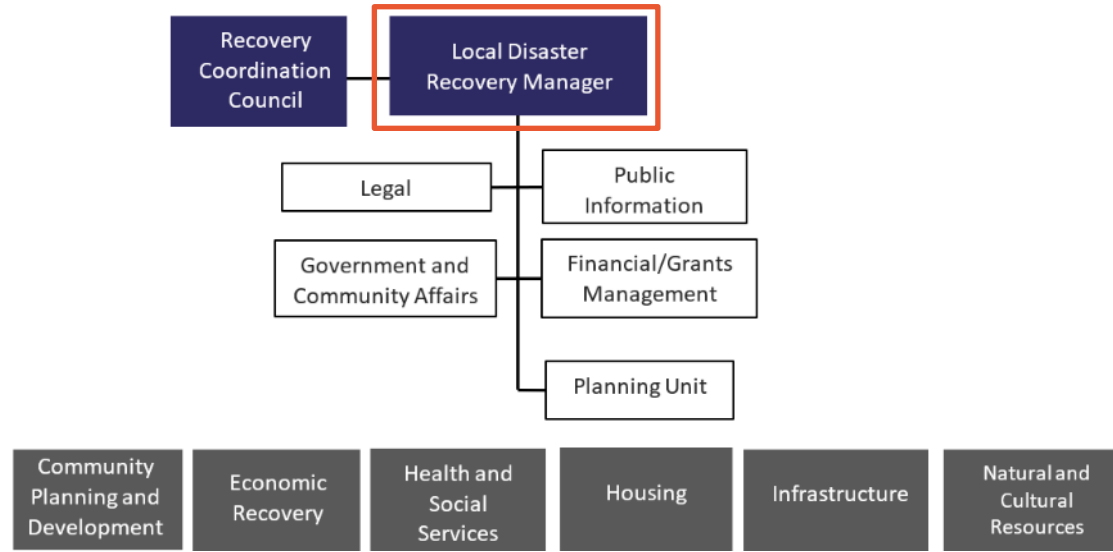 Recovery
Coordination
Council
Local Disaster
Recovery Manager
Legal
Public
Information
Government and
Community Affairs
Financial/Grants
Management
Planning Unit
Community
Planning and
Development
Economic
Recovery
Health and
Social
Services
Housing
Infrastructure
Natural and
Cultural
Resources